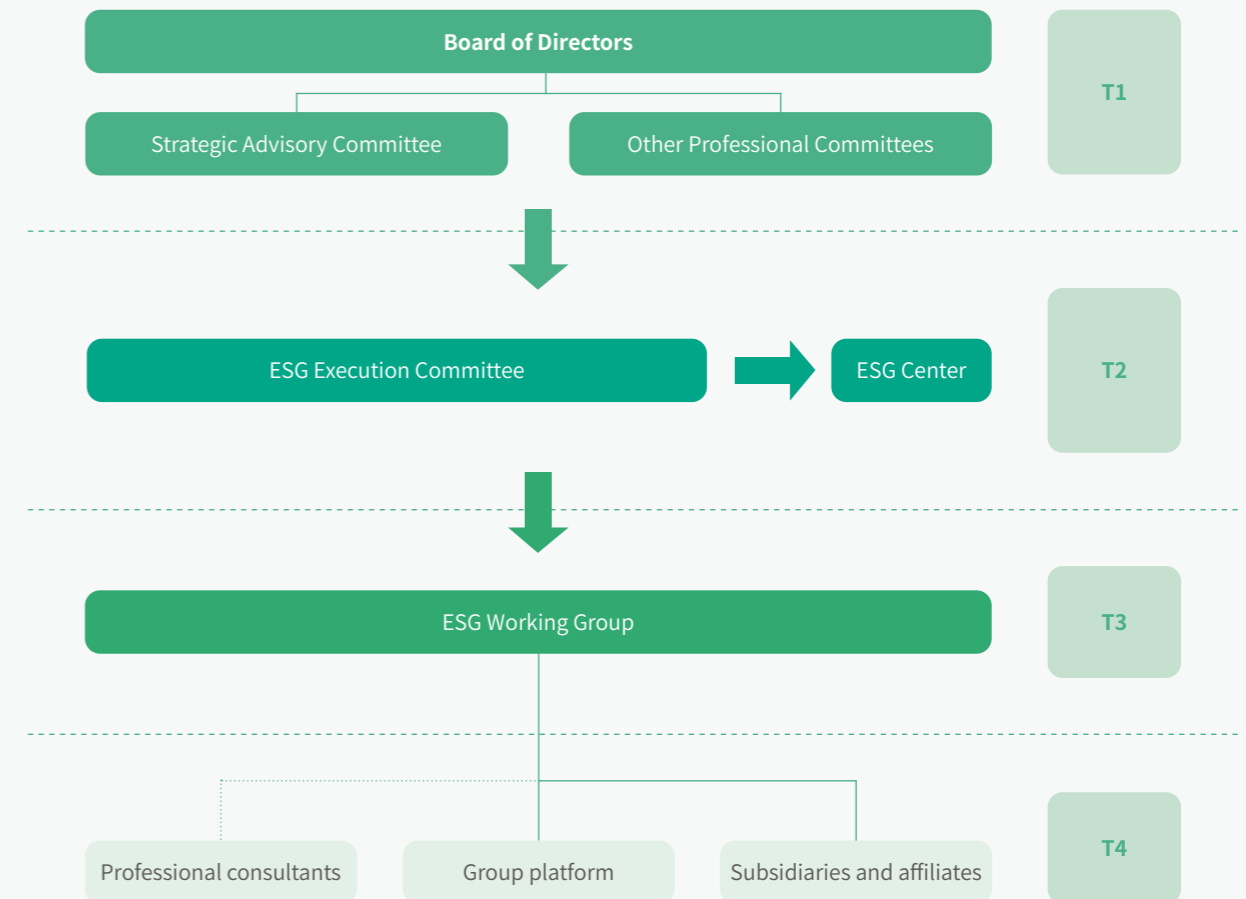 Board of Directors
T1
Strategic Advisory Committee
Other Professional Committees
ESG Execution Committee
ESG Center
T2
ESG Working Group
T3
Professional consultants
Group platform
Subsidiaries and affiliates
T4